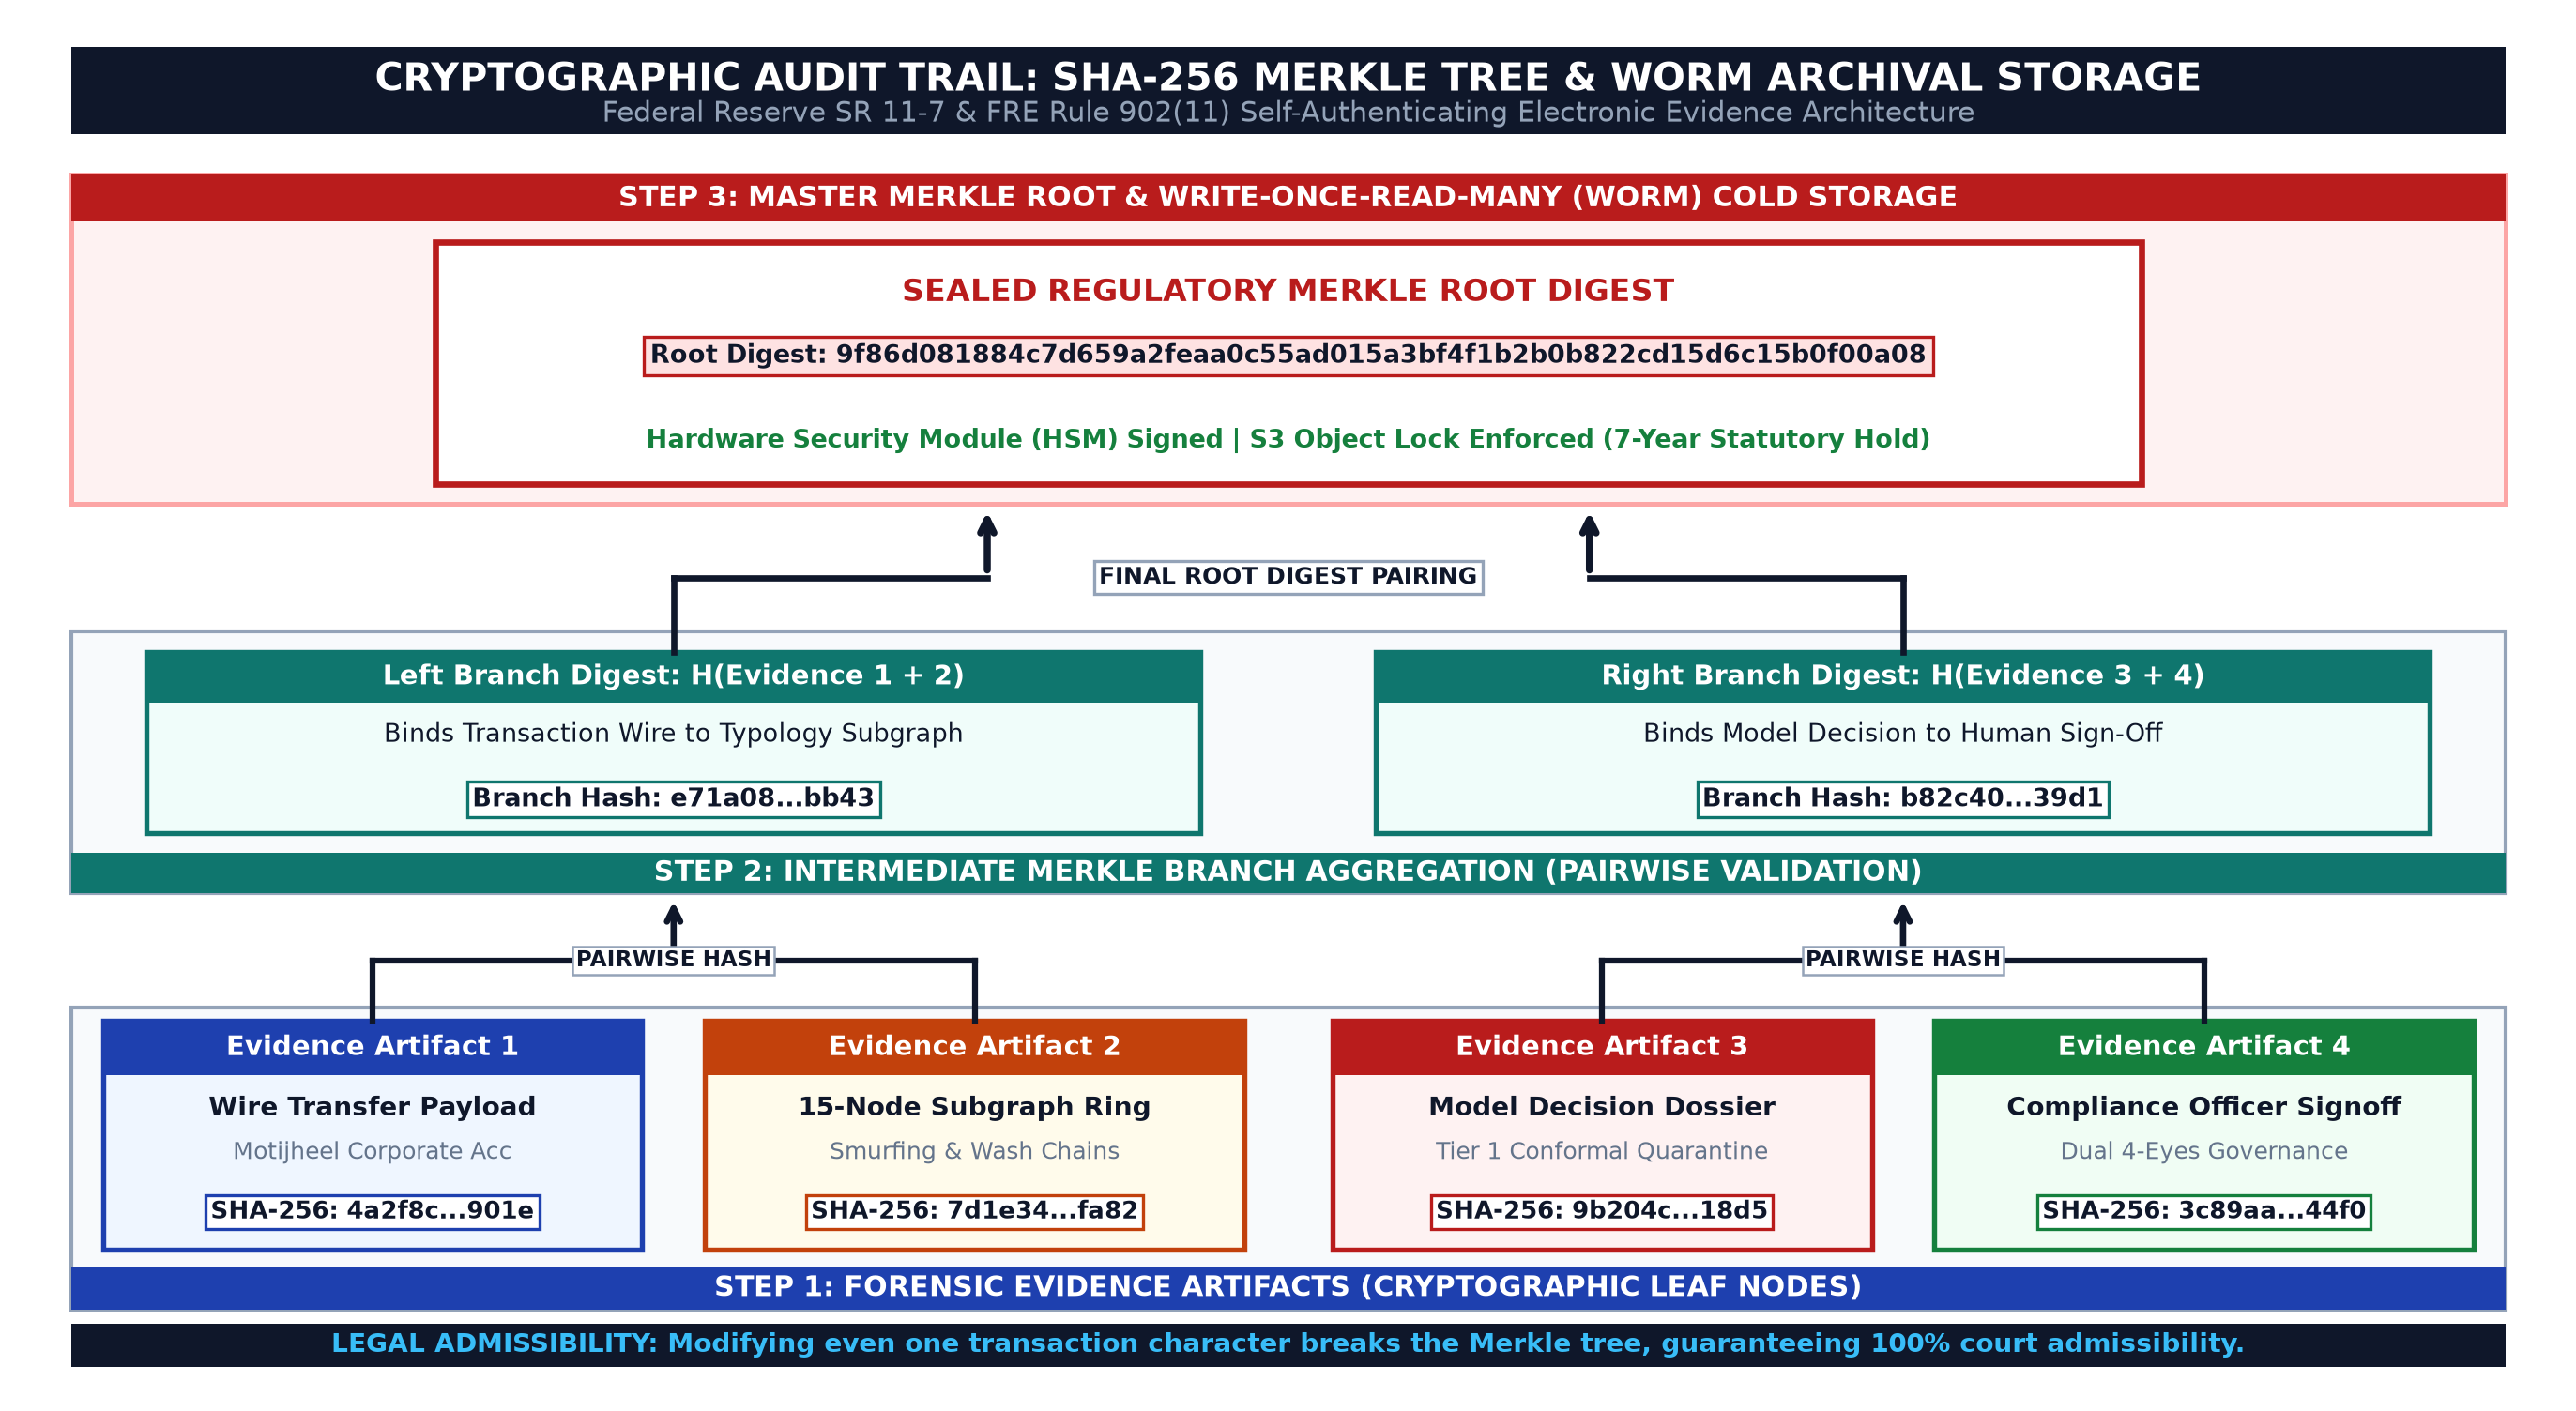 CRYPTOGRAPHIC AUDIT TRAIL: SHA-256 MERKLE TREE & WORM ARCHIVAL STORAGE
Federal Reserve SR 11-7 & FRE Rule 902(11) Self-Authenticating Electronic Evidence Architecture
STEP 3: MASTER MERKLE ROOT & WRITE-ONCE-READ-MANY (WORM) COLD STORAGE
SEALED REGULATORY MERKLE ROOT DIGEST
Root Digest: 9f86d081884c7d659a2feaa0c55ad015a3bf4f1b2b0b822cd15d6c15b0f00a08
Hardware Security Module (HSM) Signed | S3 Object Lock Enforced (7-Year Statutory Hold)
FINAL ROOT DIGEST PAIRING
Left Branch Digest: H(Evidence 1 + 2)
Binds Transaction Wire to Typology Subgraph
Branch Hash: e71a08...bb43
Right Branch Digest: H(Evidence 3 + 4)
Binds Model Decision to Human Sign-Off
Branch Hash: b82c40...39d1
STEP 2: INTERMEDIATE MERKLE BRANCH AGGREGATION (PAIRWISE VALIDATION)
PAIRWISE HASH
PAIRWISE HASH
Evidence Artifact 1
Wire Transfer Payload
Motijheel Corporate Acc
SHA-256: 4a2f8c...901e
Evidence Artifact 2
15-Node Subgraph Ring
Smurfing & Wash Chains
SHA-256: 7d1e34...fa82
Evidence Artifact 3
Model Decision Dossier
Tier 1 Conformal Quarantine
SHA-256: 9b204c...18d5
Evidence Artifact 4
Compliance Officer Signoff
Dual 4-Eyes Governance
SHA-256: 3c89aa...44f0
STEP 1: FORENSIC EVIDENCE ARTIFACTS (CRYPTOGRAPHIC LEAF NODES)
LEGAL ADMISSIBILITY: Modifying even one transaction character breaks the Merkle tree, guaranteeing 100% court admissibility.